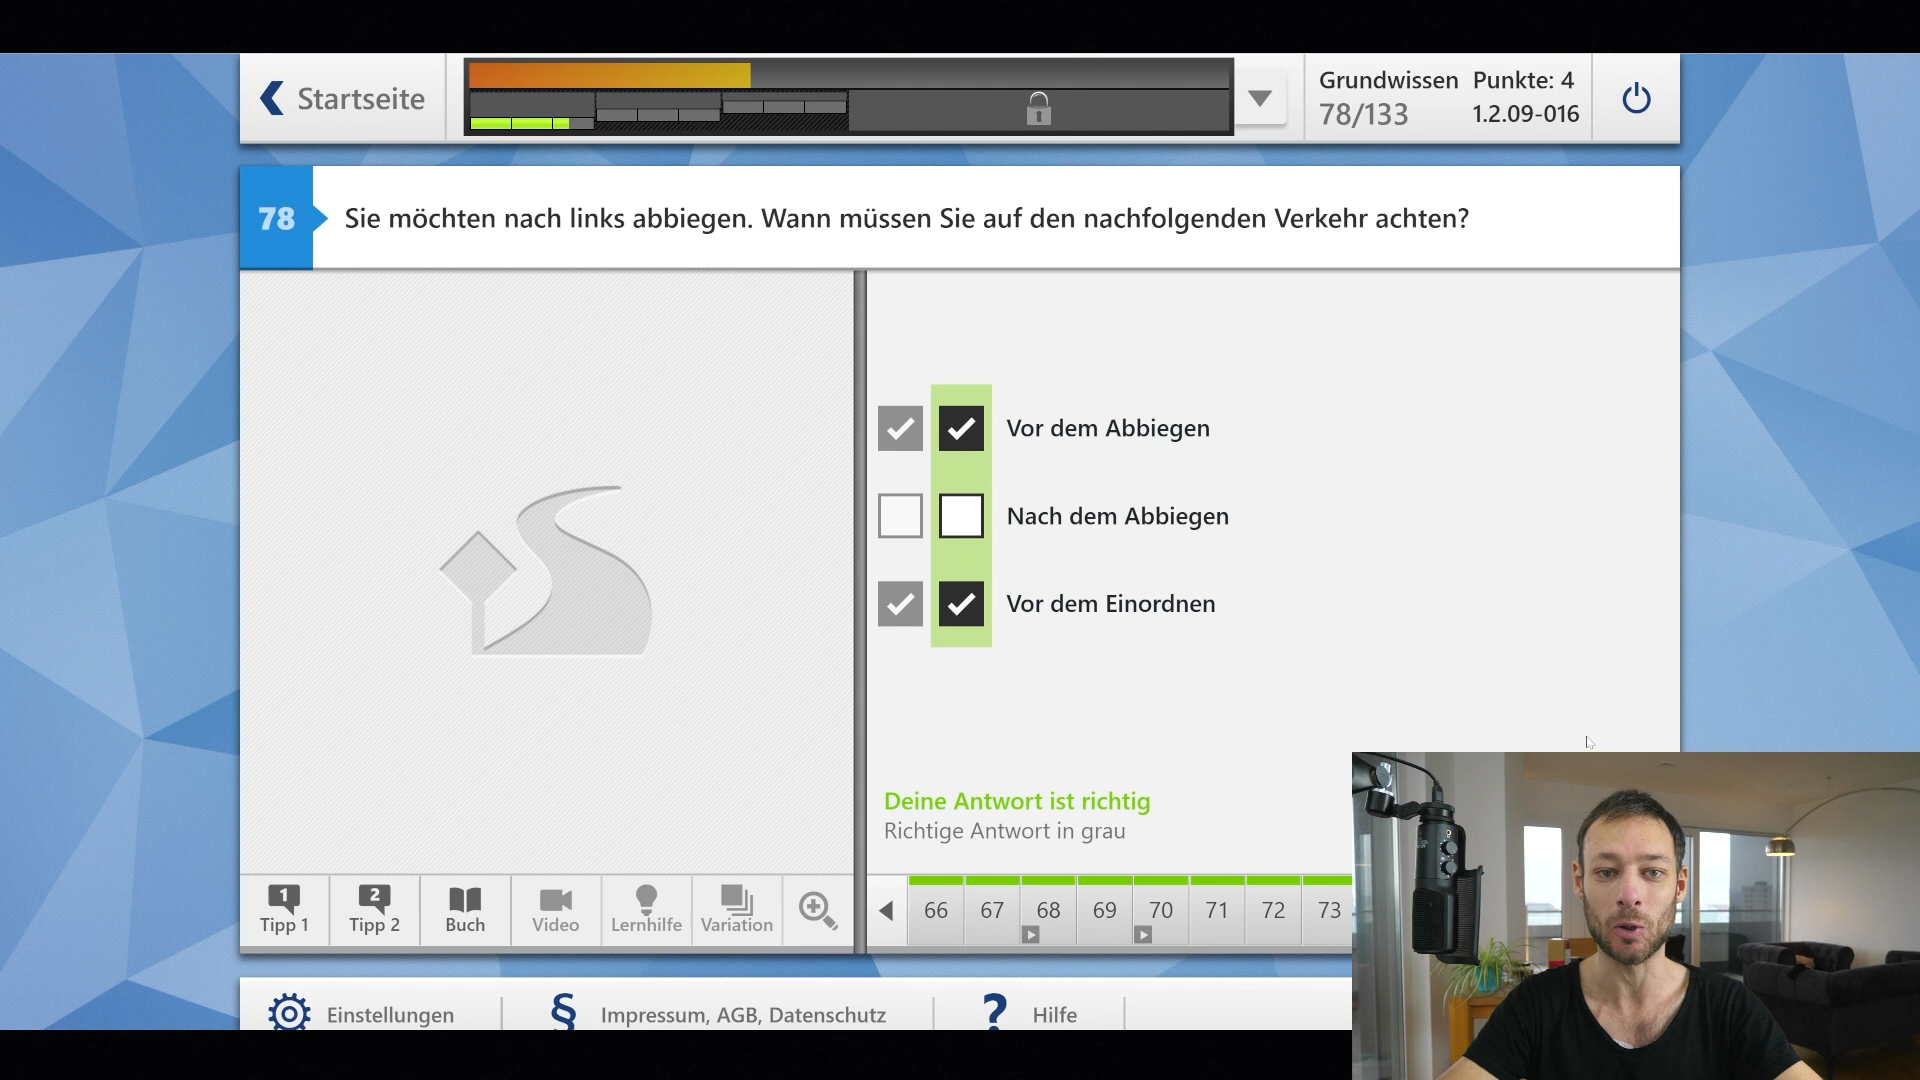 Startseite
Grundwissen Punkte: 4
78/133 1.2.09-016
78 Sie möchten nach links abbiegen. Wann müssen Sie auf den nachfolgenden Verkehr achten?
Vor dem Abbiegen
Nach dem Abbiegen
Vor dem Einordnen
Deine Antwort ist richtig
Richtige Antwort in grau
1 2
Tipp 1 Tipp 2 Buch Video Lernhilfe Variation
66 67 68 69 70 71 72 73
Einstellungen § Impressum, AGB, Datenschutz ? Hilfe